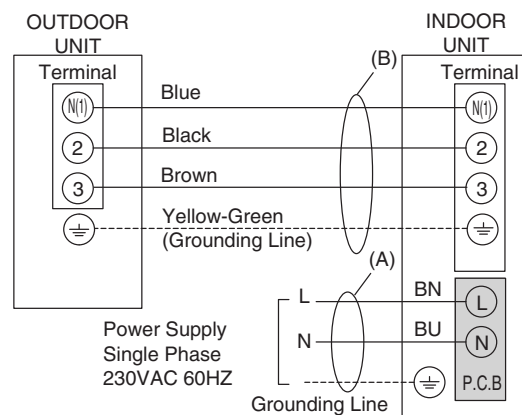 OUTDOOR
UNIT
INDOOR
UNIT
(B)
Terminal
Terminal
N(1)
Blue
N(1)
2
Black
2
3
Brown
3
Yellow-Green
(Grounding Line)
(A)
L
BN
L
Power Supply
Single Phase
230VAC 60HZ
N
BU
N
P.C.B
Grounding Line